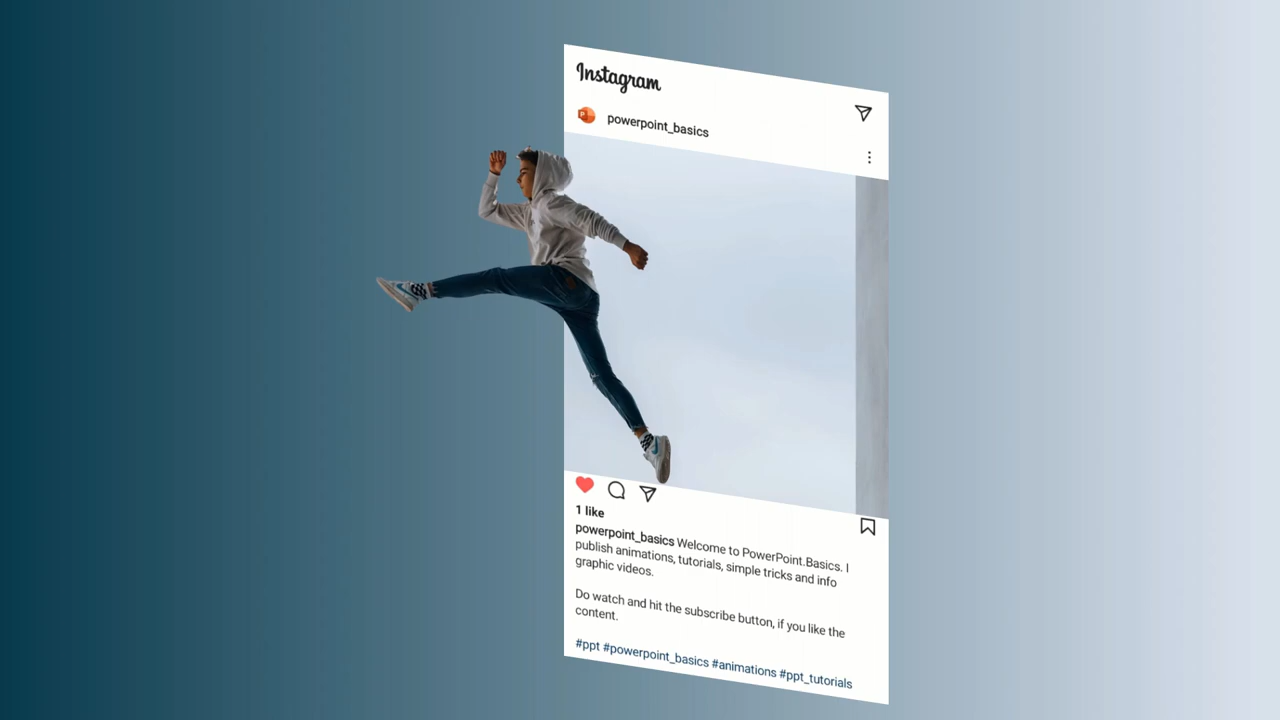 Instagram
powerpoint_basics
1 like
powerpoint_basics Welcome to PowerPoint.Basics. I
publish animations, tutorials, simple tricks and info
graphic videos.
Do watch and hit the subscribe button, if you like the
content.
#ppt #powerpoint_basics #animations #ppt_tutorials